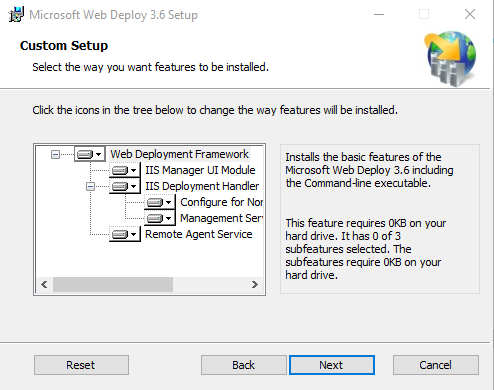 Microsoft Web Deploy 3.6 Setup
Custom Setup
Select the way you want features to be installed.
Click the icons in the tree below to change the way features will be installed.
Web Deployment Framework
IIS Manager UI Module
IIS Deployment Handler
Configure for Nor
Management Ser
Remote Agent Service
Installs the basic features of the
Microsoft Web Deploy 3.6 including
the Command-line executable.
This feature requires 0KB on your
hard drive. It has 0 of 3
subfeatures selected. The
subfeatures require 0KB on your
hard drive.
Reset
Back
Next
Cancel